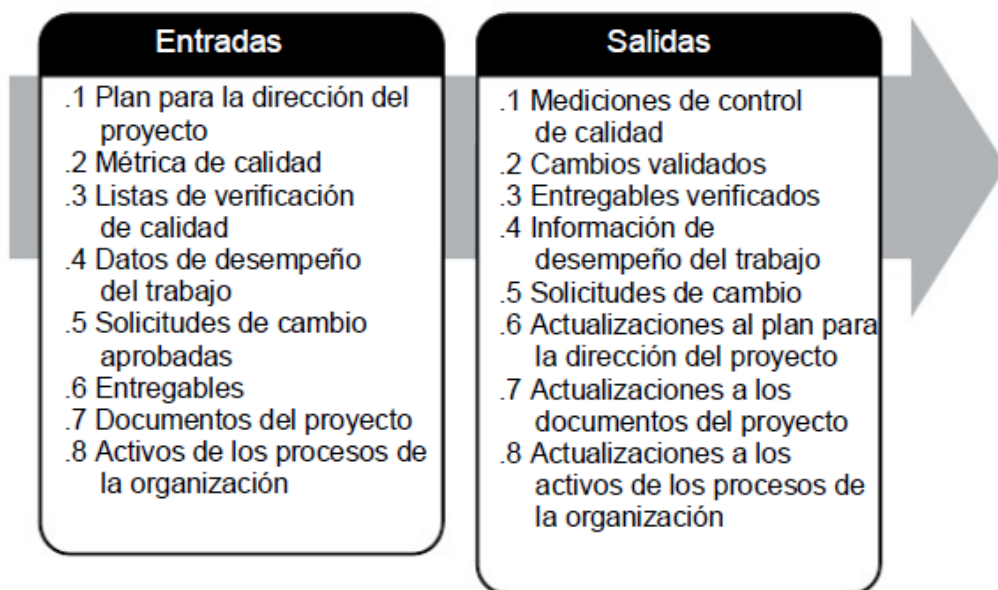 Entradas
.1 Plan para la dirección del
proyecto
.2 Métrica de calidad
.3 Listas de verificación
de calidad
.4 Datos de desempeño
del trabajo
.5 Solicitudes de cambio
aprobadas
.6 Entregables
.7 Documentos del proyecto
.8 Activos de los procesos de
la organización
Salidas
.1 Mediciones de control
de calidad
.2 Cambios validados
.3 Entregables verificados
.4 Información de
desempeño del trabajo
.5 Solicitudes de cambio
.6 Actualizaciones al plan para
la dirección del proyecto
.7 Actualizaciones a los
documentos del proyecto
.8 Actualizaciones a los
activos de los procesos de
la organización